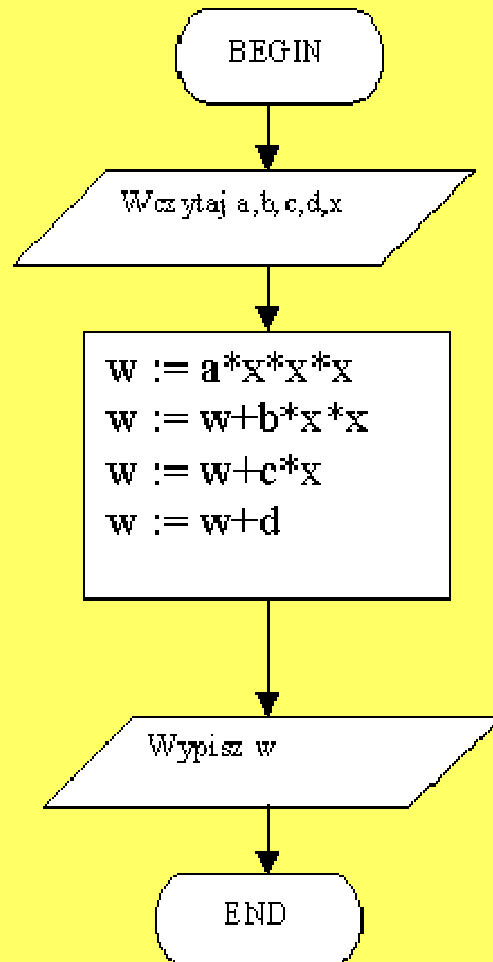 BEGIN
Wczytaj a,b,c,d,x
w := a*x*x*x
w := w+b*x*x
w := w+c*x
w := w+d
Wypisz w
END